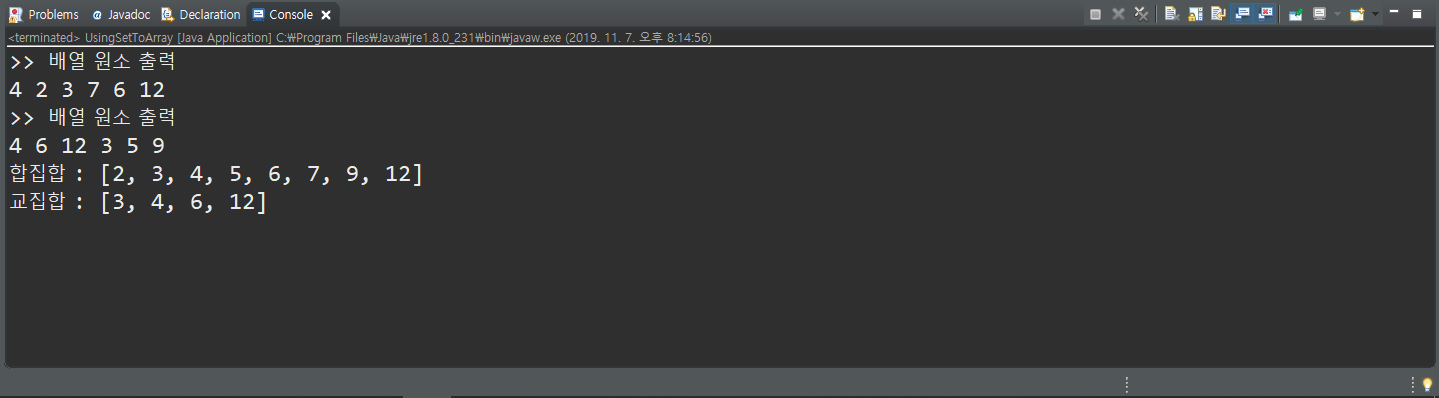 Problems @ Javadoc Declaration Console
<terminated> UsingSetToArray [Java Application] C:₩Program Files₩Java₩jre1.8.0_231₩bin₩javaw.exe (2019. 11. 7. 오후 8:14:56)
>> 배열 원소 출력
4 2 3 7 6 12
>> 배열 원소 출력
4 6 12 3 5 9
합집합 : [2, 3, 4, 5, 6, 7, 9, 12]
교집합 : [3, 4, 6, 12]